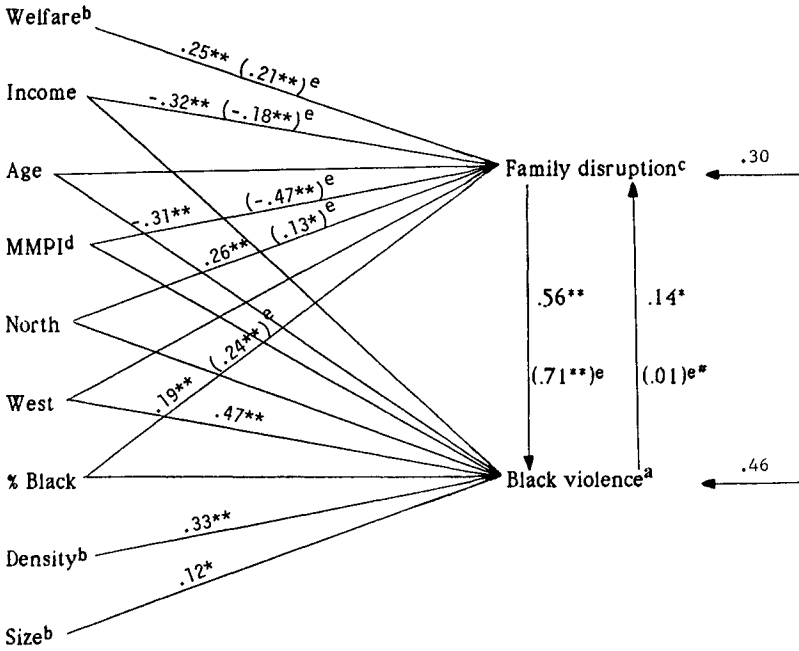 Welfareᵇ
.25** (.21**)ᵉ
Income
-.32** (-.18**)ᵉ
Age
Family disruptionᶜ
.30
-.31**
(-.47**)ᵉ
MMPIᵈ
.26**
(.13*)ᵉ
.56**
.14*
North
.19**
(.24**)ᵉ
(.71**)e
(.01)e#
West
.47**
% Black
Black violenceᵃ
.46
Densityᵇ
.33**
.12*
Sizeᵇ